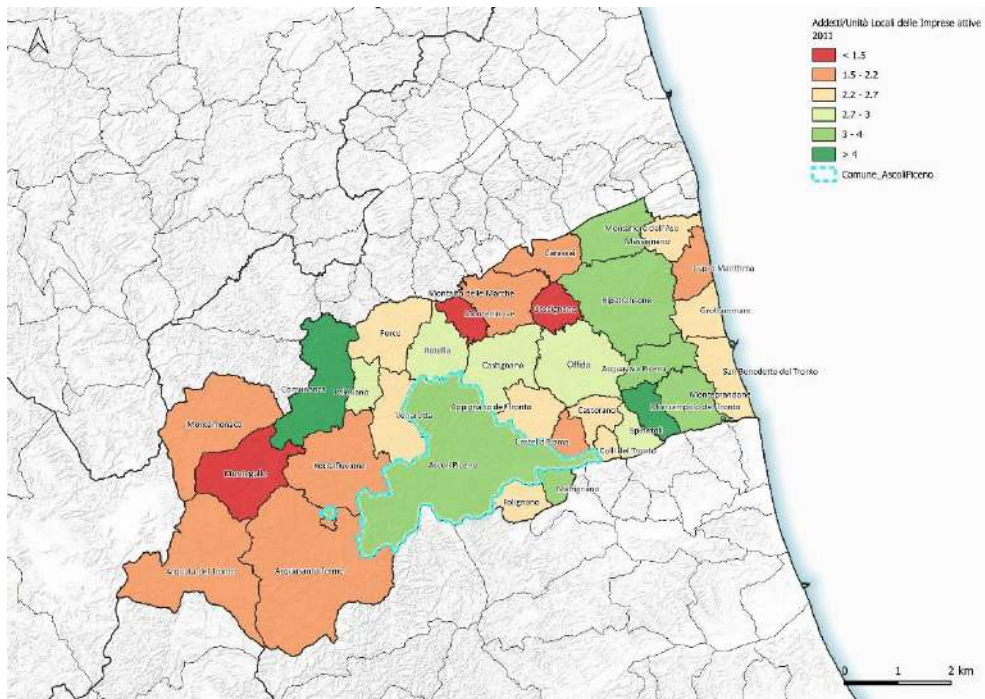 Addetti/Unità Locali delle Imprese attive
2011
< 1.5
1.5 - 2.2
2.2 - 2.7
2.7 - 3
3 - 4
> 4
Comune_AscoliPiceno
Montefiore dell'Aso
Massignano
Carassai
Cupra Marittima
Montalto delle Marche
Montedinove
Cossignano
Ripatransone
Grottammare
Force
Rotella
Castignano
Offida
Acquaviva Picena
San Benedetto del Tronto
Comunanza
Palmiano
Monteprandone
Venarotta
Appignano del Tronto
Castorano
Monsampolo del Tronto
Spinetoli
Montemonaco
Castel di Lama
Colli del Tronto
Montegallo
Roccafluvione
Ascoli Piceno
Maltignano
Folignano
Arquata del Tronto
Acquasanta Terme
0 1 2 km